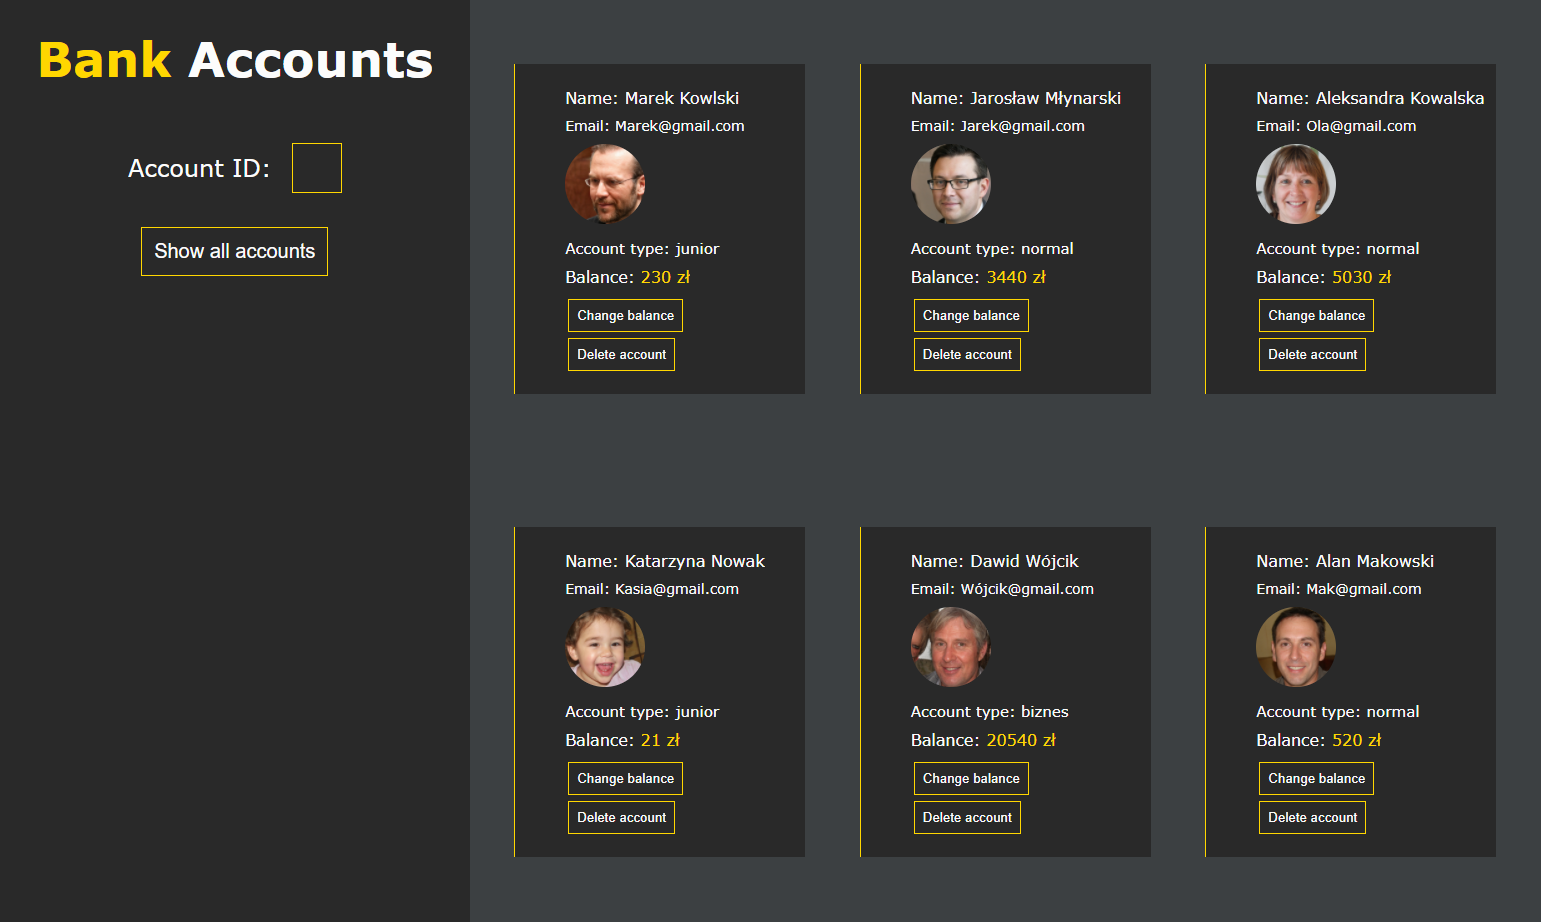 Bank Accounts
Account ID:
Show all accounts
Name: Marek Kowlski
Email: Marek@gmail.com
Account type: junior
Balance: 230 zł
Change balance
Delete account
Name: Jarosław Młynarski
Email: Jarek@gmail.com
Account type: normal
Balance: 3440 zł
Change balance
Delete account
Name: Aleksandra Kowalska
Email: Ola@gmail.com
Account type: normal
Balance: 5030 zł
Change balance
Delete account
Name: Katarzyna Nowak
Email: Kasia@gmail.com
Account type: junior
Balance: 21 zł
Change balance
Delete account
Name: Dawid Wójcik
Email: Wójcik@gmail.com
Account type: biznes
Balance: 20540 zł
Change balance
Delete account
Name: Alan Makowski
Email: Mak@gmail.com
Account type: normal
Balance: 520 zł
Change balance
Delete account